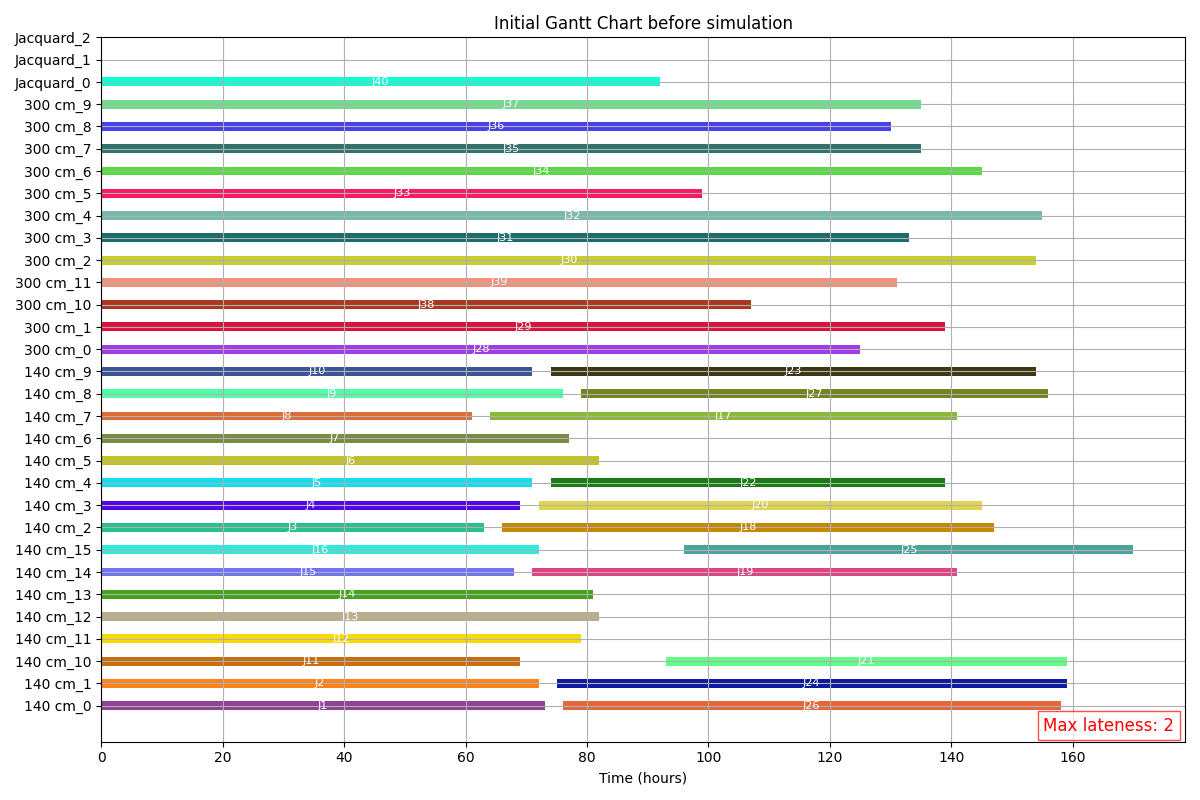 Initial Gantt Chart before simulation
Jacquard_2
Jacquard_1
Jacquard_0 J40
300 cm_9 J37
300 cm_8 J36
300 cm_7 J35
300 cm_6 J34
300 cm_5 J33
300 cm_4 J32
300 cm_3 J31
300 cm_2 J30
300 cm_11 J39
300 cm_10 J38
300 cm_1 J29
300 cm_0 J28
140 cm_9 J10 J23
140 cm_8 J9 J27
140 cm_7 J8 J17
140 cm_6 J7
140 cm_5 J6
140 cm_4 J5 J22
140 cm_3 J4 J20
140 cm_2 J3 J18
140 cm_15 J16 J25
140 cm_14 J15 J19
140 cm_13 J14
140 cm_12 J13
140 cm_11 J12
140 cm_10 J11 J21
140 cm_1 J2 J24
140 cm_0 J1 J26
Max lateness: 2
0 20 40 60 80 100 120 140 160
Time (hours)